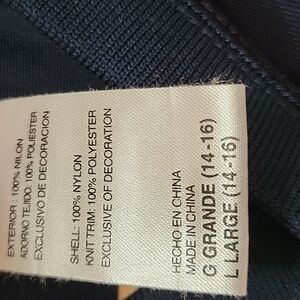 EXTERIOR: 100% NILON
ADORNO TEJIDO: 100% POLIESTER
EXCLUSIVO DE DECORACION
SHELL: 100% NYLON
KNIT TRIM: 100% POLYESTER
EXCLUSIVE OF DECORATION
HECHO EN CHINA
MADE IN CHINA
G GRANDE (14-16)
L LARGE (14-16)